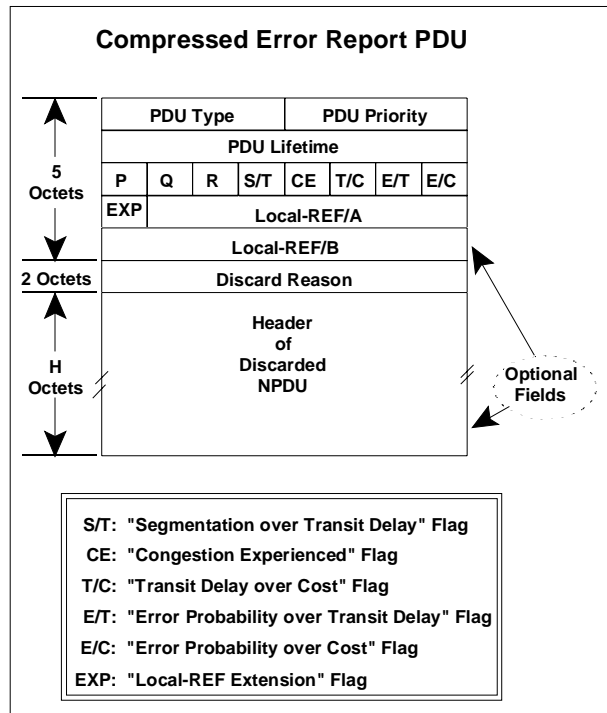 Compressed Error Report PDU
PDU Type PDU Priority
PDU Lifetime
P Q R S/T CE T/C E/T E/C
EXP Local-REF/A
Local-REF/B
5
Octets
2 Octets Discard Reason
Header
of
Discarded
NPDU
H
Octets
Optional
Fields
S/T: "Segmentation over Transit Delay" Flag
CE: "Congestion Experienced" Flag
T/C: "Transit Delay over Cost" Flag
E/T: "Error Probability over Transit Delay" Flag
E/C: "Error Probability over Cost" Flag
EXP: "Local-REF Extension" Flag